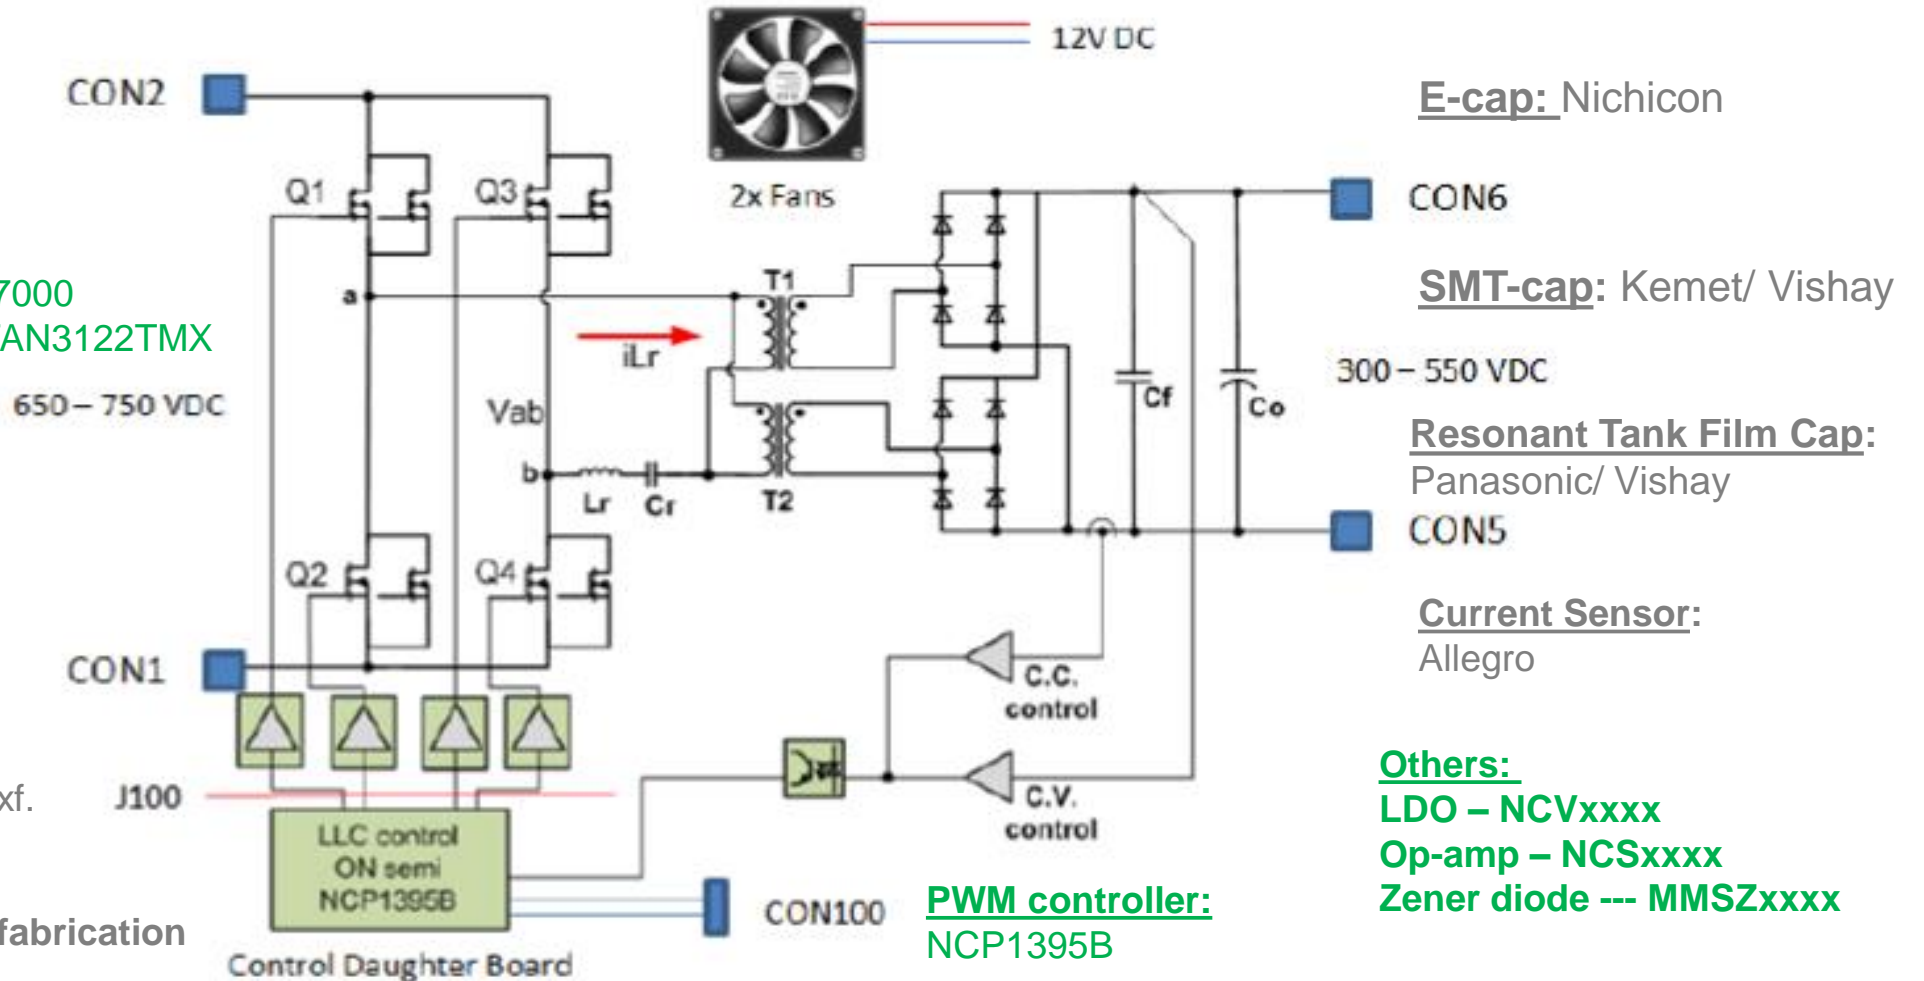 12V DC
CON2
E-cap: Nichicon
Q1
Q3
2x Fans
CON6
7000
AN3122TMX
T1
a
SMT-cap: Kemet/ Vishay
iLr
300 – 550 VDC
650 – 750 VDC
Vab
Cf
Co
Resonant Tank Film Cap:
Panasonic/ Vishay
b
Lr
Cr
T2
CON5
Q2
Q4
Current Sensor:
Allegro
CON1
C.C.
control
Others:
LDO – NCVxxxx
Op-amp – NCSxxxx
Zener diode --- MMSZxxxx
xf.
J100
C.V.
control
LLC control
ON semi
NCP1395B
CON100
PWM controller:
NCP1395B
fabrication
Control Daughter Board